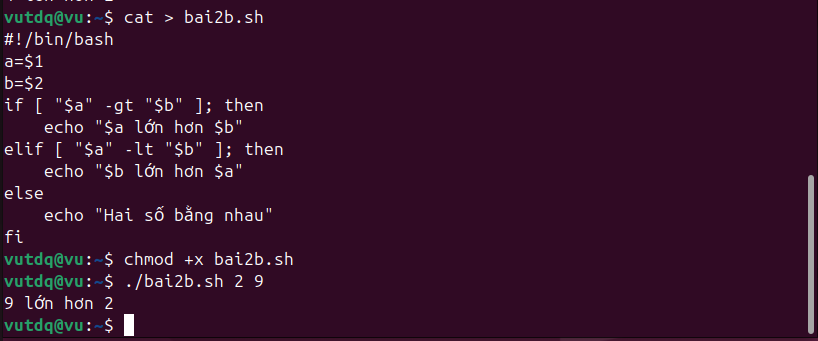 vutdq@vu:~$ cat > bai2b.sh
#!/bin/bash
a=$1
b=$2
if [ "$a" -gt "$b" ]; then
    echo "$a lớn hơn $b"
elif [ "$a" -lt "$b" ]; then
    echo "$b lớn hơn $a"
else
    echo "Hai số bằng nhau"
fi
vutdq@vu:~$ chmod +x bai2b.sh
vutdq@vu:~$ ./bai2b.sh 2 9
9 lớn hơn 2
vutdq@vu:~$